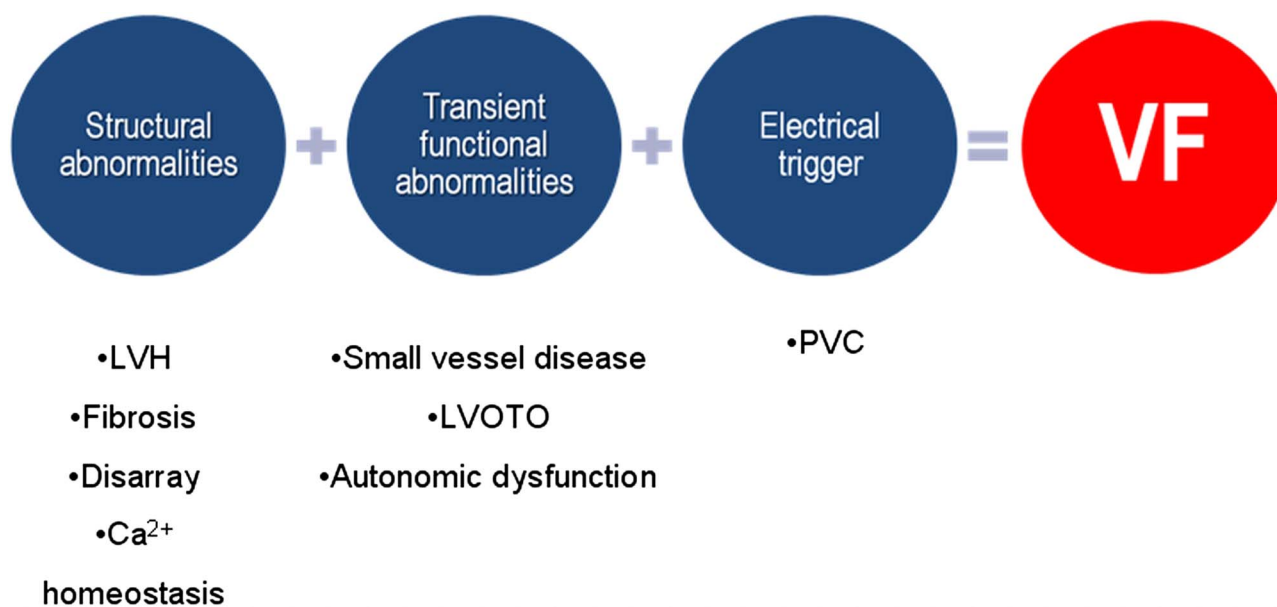 Structural
abnormalities
+
Transient
functional
abnormalities
+
Electrical
trigger
=
VF
•LVH
•Fibrosis
•Disarray
•Ca²⁺
homeostasis
•Small vessel disease
•LVOTO
•Autonomic dysfunction
•PVC